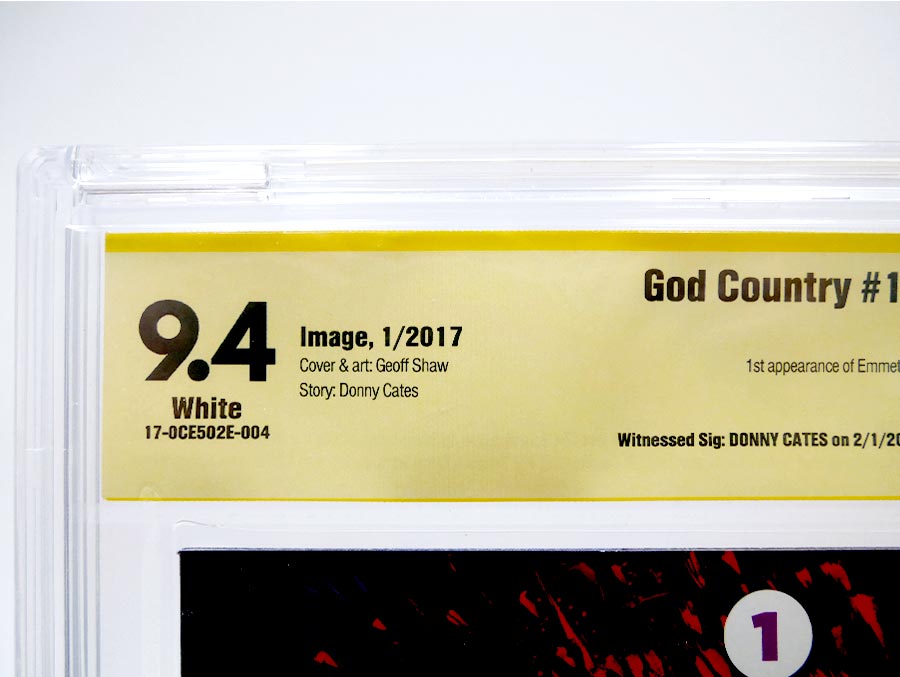 God Country #1
9.4
Image, 1/2017
Cover & art: Geoff Shaw
Story: Donny Cates
1st appearance of Emmet
White
17-0CE502E-004
Witnessed Sig: DONNY CATES on 2/1/20
1